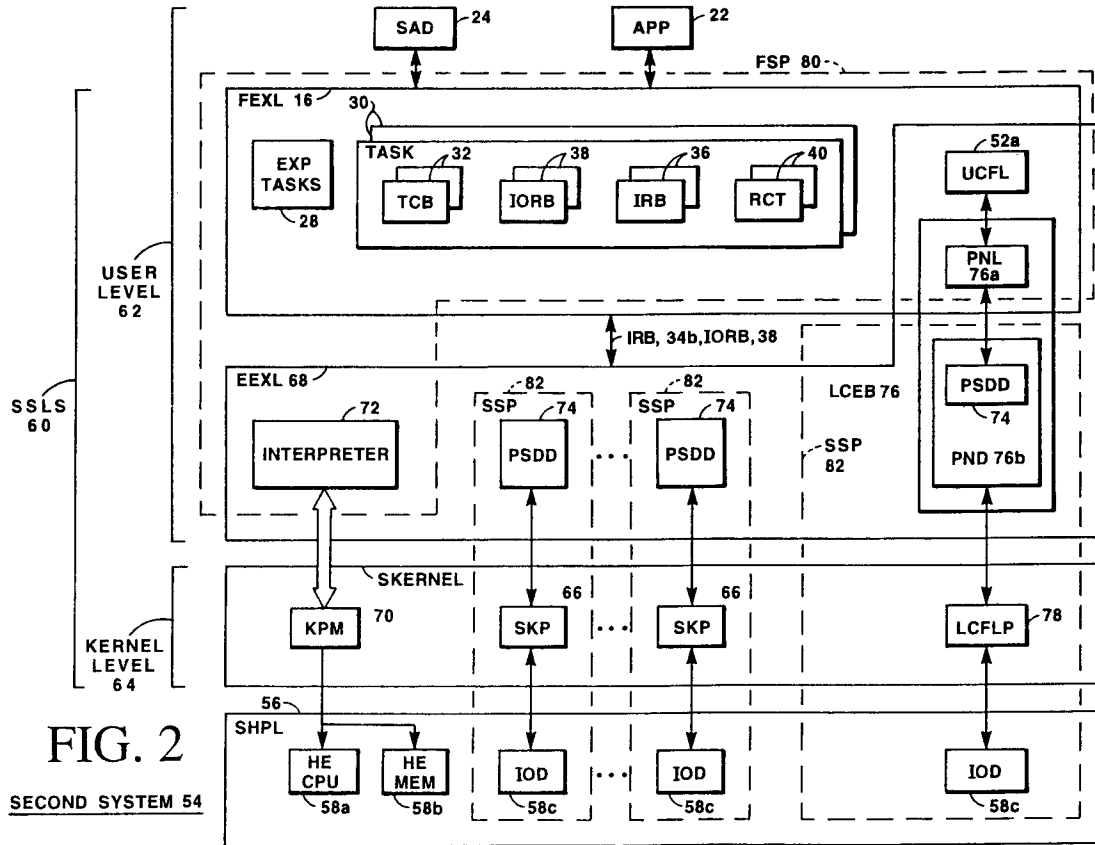 SAD
24
APP
22
FSP 80
FEXL 16
30
TASK
32
38
36
40
TCB
IORB
IRB
RCT
EXP
TASKS
28
52a
UCFL
PNL
76a
USER
LEVEL
62
IRB, 34b, IORB, 38
EEXL 68
72
INTERPRETER
82
SSP
74
PSDD
82
SSP
74
PSDD
LCEB 76
PSDD
74
PND 76b
SSP
82
SSLS
60
SKERNEL
KPM
70
66
SKP
66
SKP
LCFLP
78
KERNEL
LEVEL
64
56
SHPL
HE
CPU
58a
HE
MEM
58b
IOD
58c
IOD
58c
IOD
58c
FIG. 2
SECOND SYSTEM 54